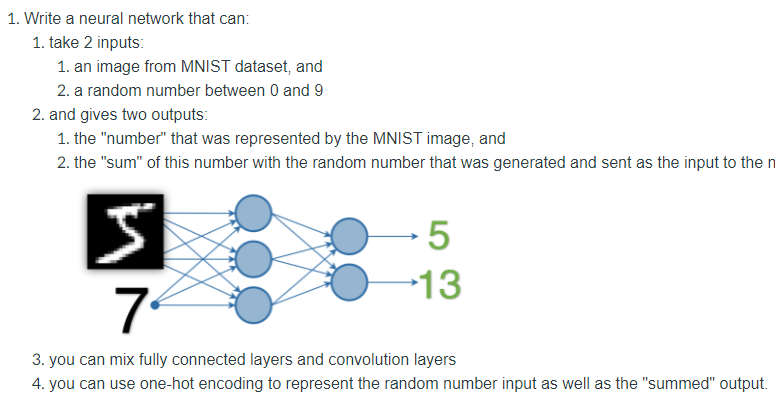 1. Write a neural network that can:
1. take 2 inputs:
1. an image from MNIST dataset, and
2. a random number between 0 and 9
2. and gives two outputs:
1. the "number" that was represented by the MNIST image, and
2. the "sum" of this number with the random number that was generated and sent as the input to the
5
5
7
13
3. you can mix fully connected layers and convolution layers
4. you can use one-hot encoding to represent the random number input as well as the "summed" output.